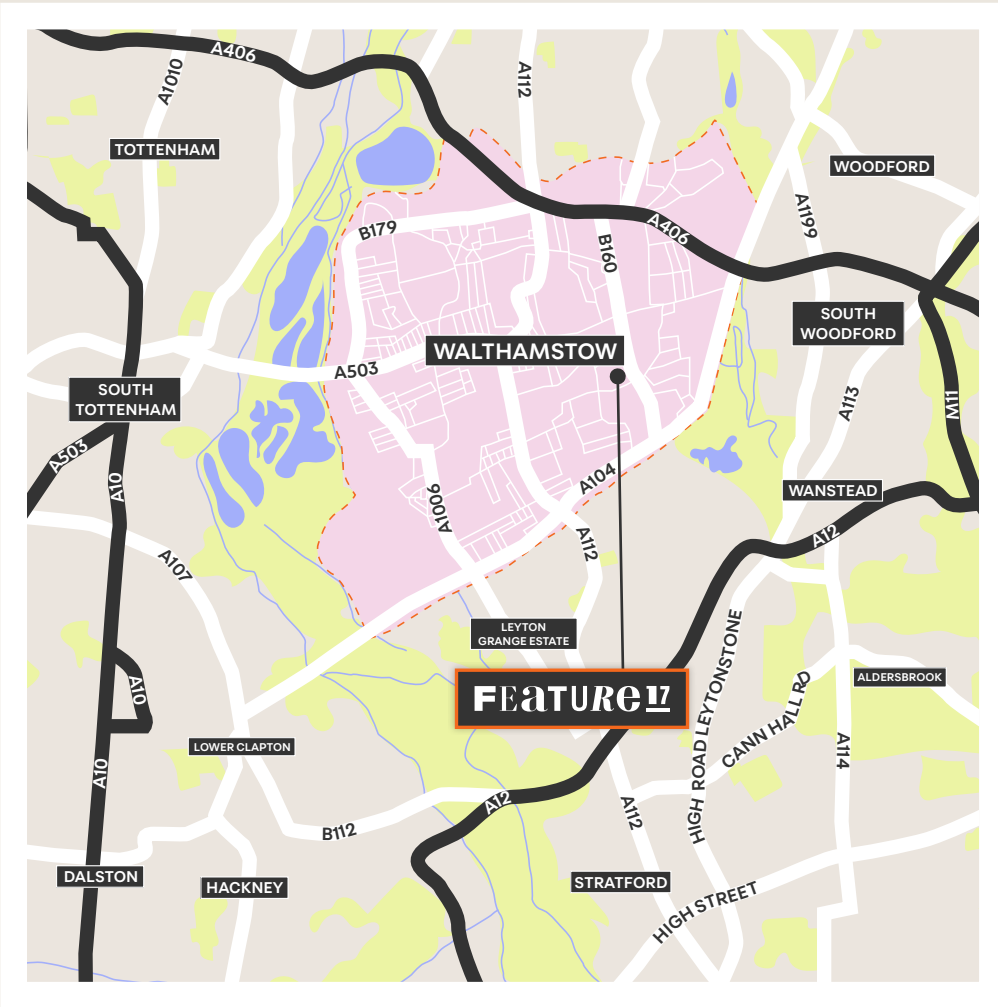 A406
A1010
A112
TOTTENHAM
WOODFORD
A1199
B179
B160
A406
SOUTH
WOODFORD
WALTHAMSTOW
A503
SOUTH
TOTTENHAM
A113
M11
A503
A10
A104
WANSTEAD
A1006
A112
A12
A107
LEYTON
GRANGE ESTATE
HIGH ROAD LEYTONSTONE
ALDERSBROOK
A10
FEATURE17
CANN HALL RD
LOWER CLAPTON
A114
A10
A12
A112
B112
DALSTON
HACKNEY
STRATFORD
HIGH STREET